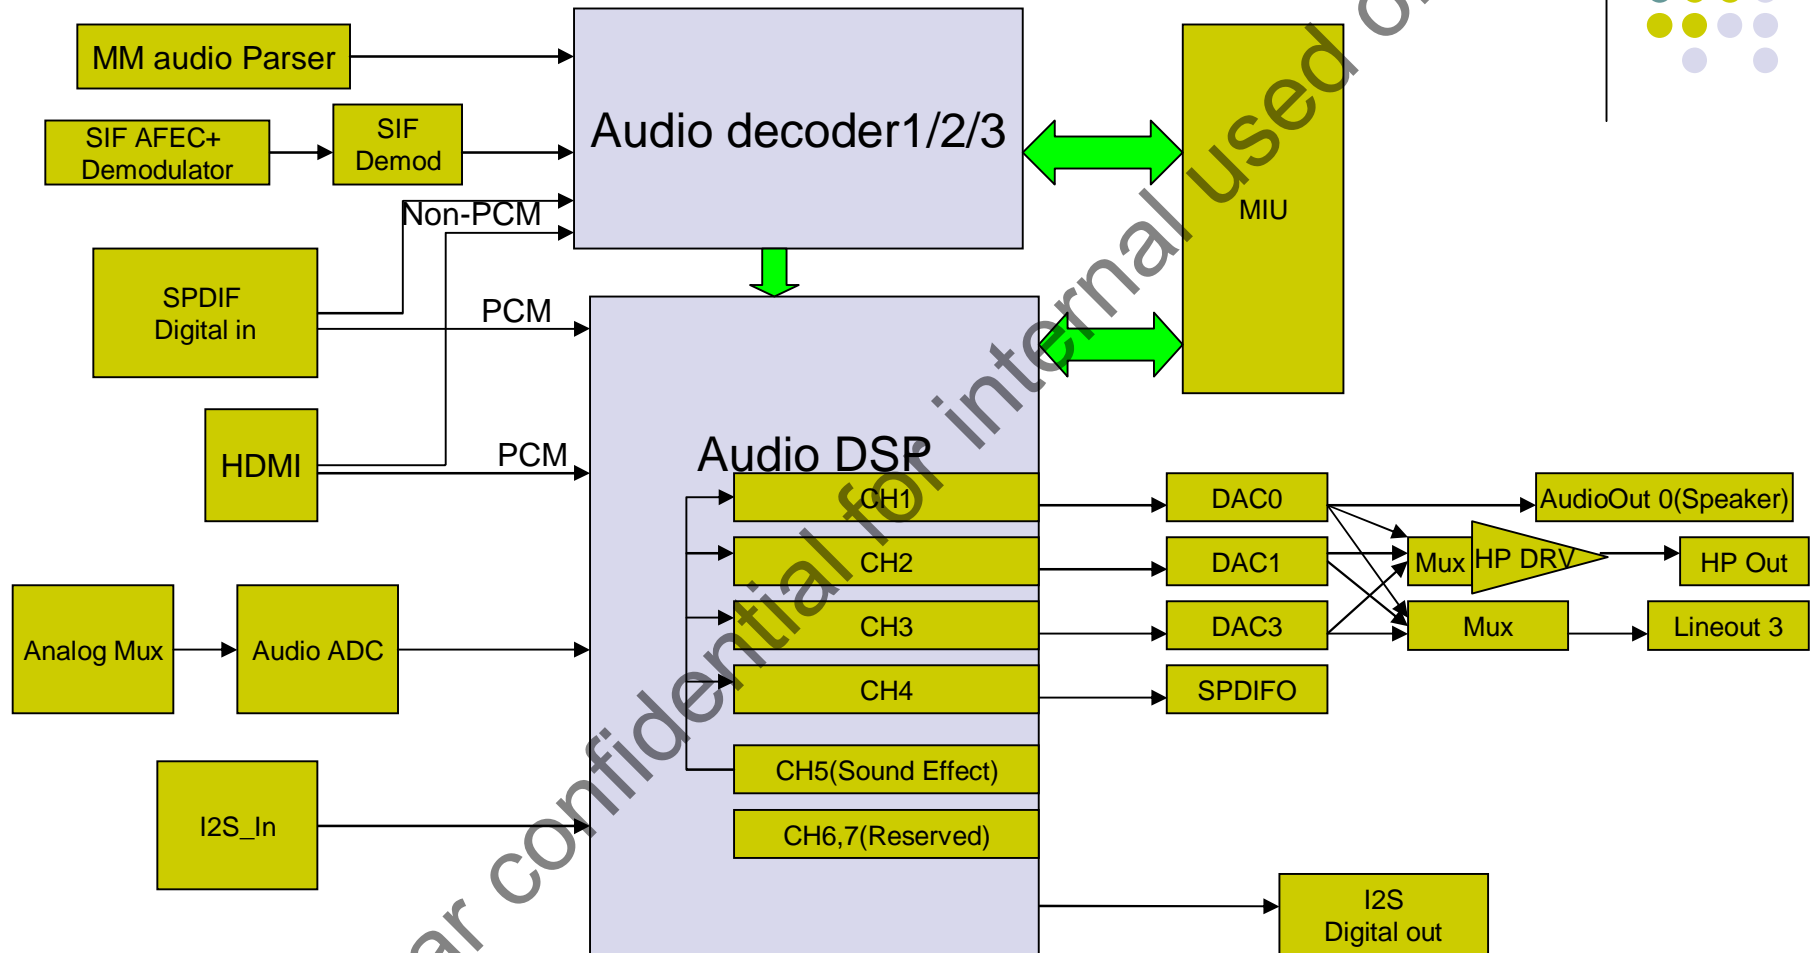 MM audio Parser
SIF AFEC+
Demodulator
SIF
Demod
Audio decoder1/2/3
MIU
Non-PCM
SPDIF
Digital in
PCM
HDMI
PCM
Audio DSP
CH1
DAC0
AudioOut 0(Speaker)
CH2
DAC1
Mux
HP DRV
HP Out
CH3
DAC3
Mux
Lineout 3
CH4
SPDIFO
Analog Mux
Audio ADC
CH5(Sound Effect)
I2S_In
CH6,7(Reserved)
I2S
Digital out
confidential for internal used